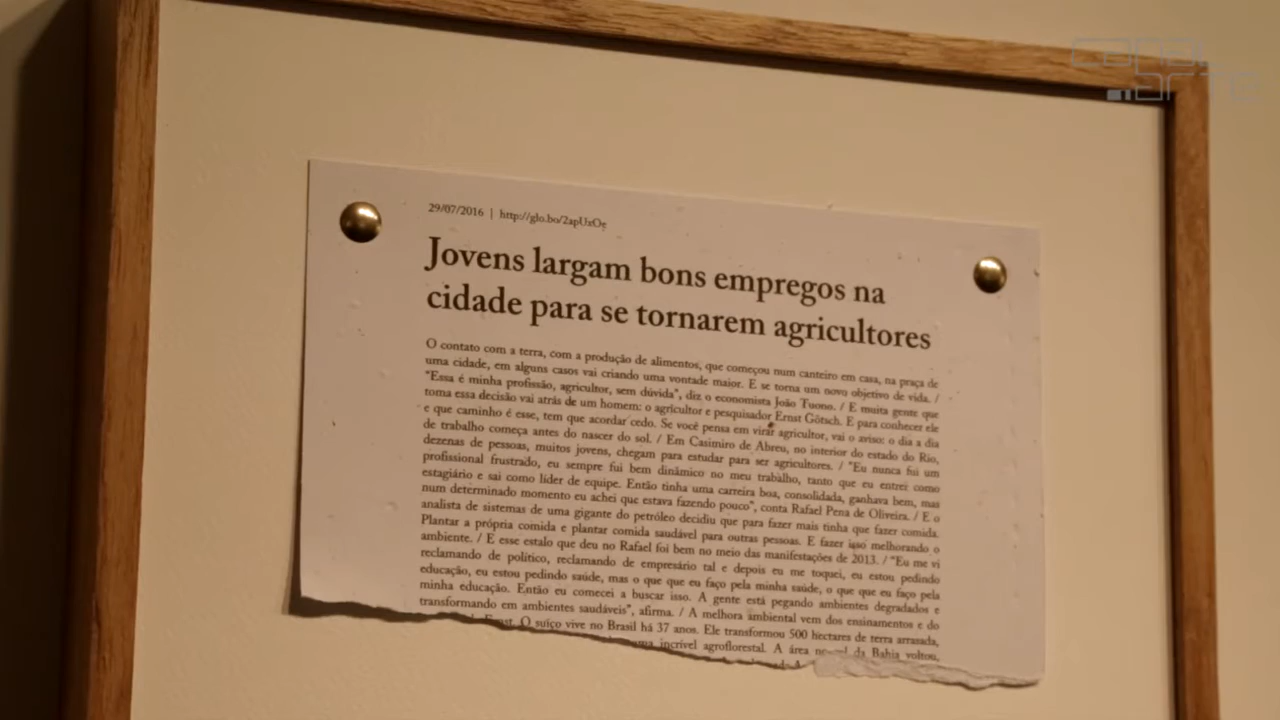 canal
arte
29/07/2016 | http://glo.bo/2apUxOe
Jovens largam bons empregos na
cidade para se tornarem agricultores
O contato com a terra, com a produção de alimentos, que começou num canteiro em casa, na praça de
uma cidade, em alguns casos vai criando uma vontade maior. E se torna um novo objetivo de vida. /
"Essa é minha profissão, agricultor, sem dúvida", diz o economista João Tuono. / E muita gente que
toma essa decisão vai atrás de um homem: o agricultor e pesquisador Ernst Götsch. E para conhecer ele
e que caminho é esse, tem que acordar cedo. Se você pensa em virar agricultor, vai o aviso: o dia a dia
de trabalho começa antes do nascer do sol. / Em Casimiro de Abreu, no interior do estado do Rio,
dezenas de pessoas, muitos jovens, chegam para estudar para ser agricultores. / "Eu nunca fui um
profissional frustrado, eu sempre fui bem dinâmico no meu trabalho, tanto que eu entrei como
estagiário e sai como líder de equipe. Então tinha uma carreira boa, consolidada, ganhava bem, mas
num determinado momento eu achei que estava fazendo pouco", conta Rafael Pena de Oliveira. / E o
analista de sistemas de uma gigante do petróleo decidiu que para fazer mais tinha que fazer comida.
Plantar a própria comida e plantar comida saudável para outras pessoas. E fazer isso melhorando o
ambiente. / E esse estalo que deu no Rafael foi bem no meio das manifestações de 2013. / "Eu me vi
reclamando de político, reclamando de empresário tal e depois eu me toquei, eu estou pedindo
educação, eu estou pedindo saúde, mas o que que eu faço pela minha saúde, o que que eu faço pela
minha educação. Então eu comecei a buscar isso. A gente está pegando ambientes degradados e
transformando em ambientes saudáveis", afirma. / A melhora ambiental vem dos ensinamentos e do
Ernst. O suíço vive no Brasil há 37 anos. Ele transformou 500 hectares de terra arrasada,
uma incrível agroflorestal. A área no sul da Bahia voltou,